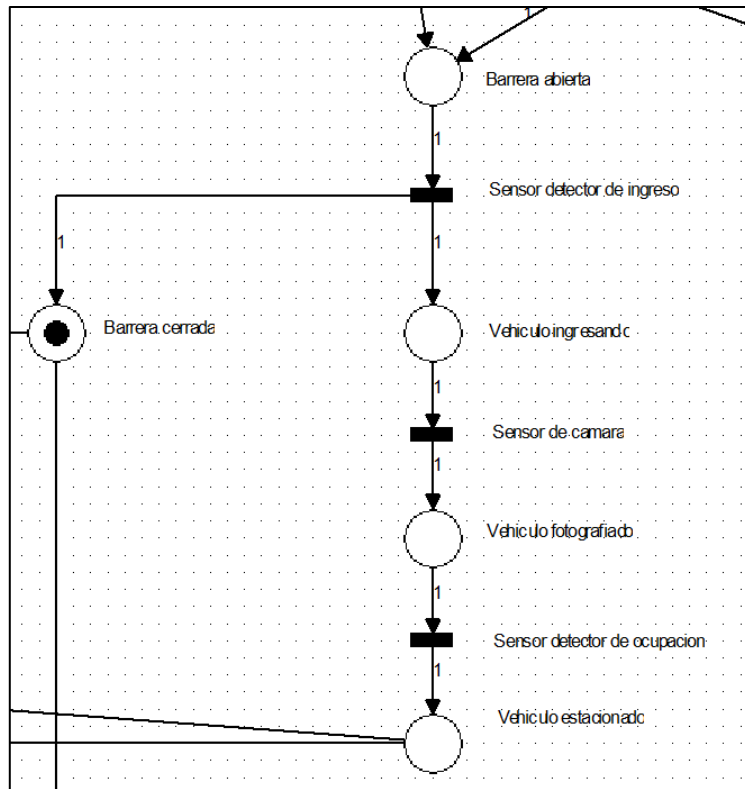 1
Barrera abierta
1
Sensor detector de ingreso
1
1
Barrera cerrada
Vehiculo ingresando
1
Sensor de camara
1
Vehiculo fotografiado
1
Sensor detector de ocupacion
1
Vehiculo estacionado